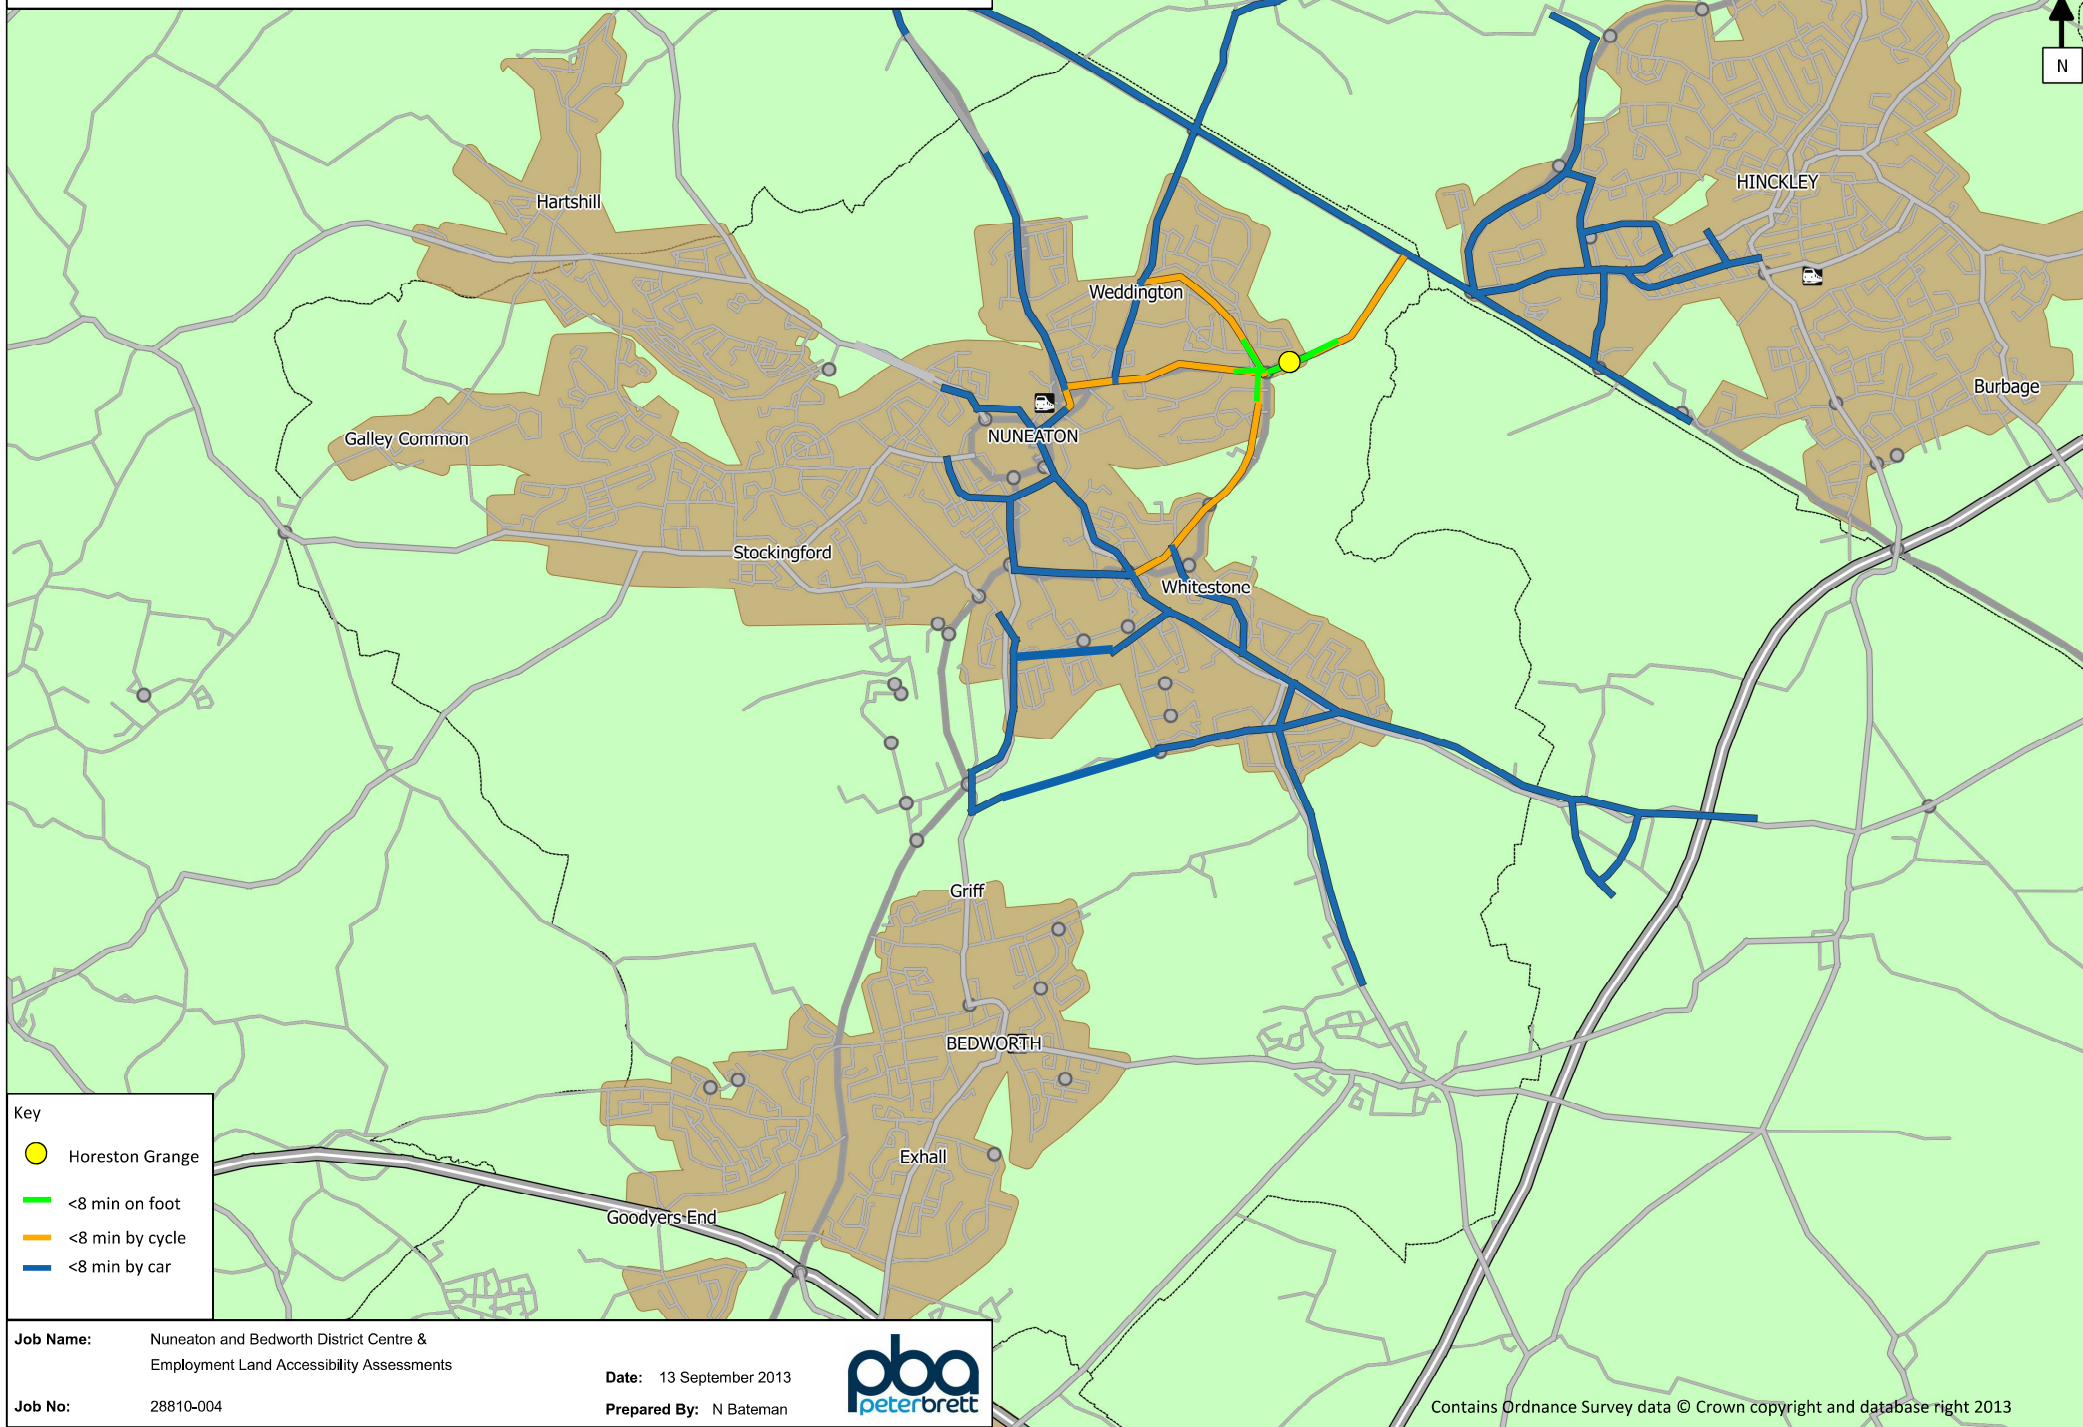 N
HINCKLEY
Hartshill
Weddington
Burbage
NUNEATON
Galley Common
Stockingford
Whitestone
Griff
BEDWORTH
Exhall
Goodyers End
Key
Horeston Grange
<8 min on foot
<8 min by cycle
<8 min by car
Job Name: Nuneaton and Bedworth District Centre &
Employment Land Accessibility Assessments
Date: 13 September 2013
Job No: 28810-004
Prepared By: N Bateman
pba
peterbrett
Contains Ordnance Survey data © Crown copyright and database right 2013